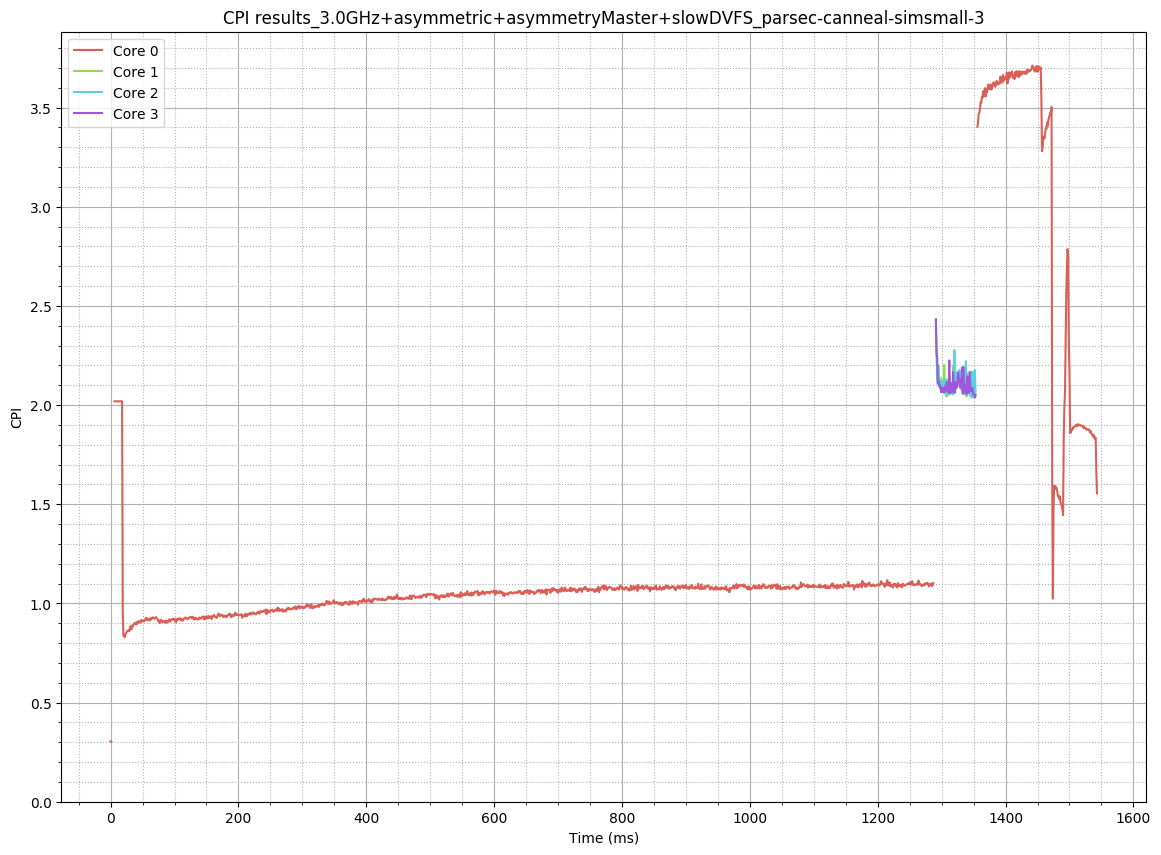 CPI results_3.0GHz+asymmetric+asymmetryMaster+slowDVFS_parsec-canneal-simsmall-3
Core 0
Core 1
Core 2
Core 3
3.5
3.0
2.5
2.0
1.5
1.0
0.5
0.0
CPI
0 200 400 600 800 1000 1200 1400 1600
Time (ms)